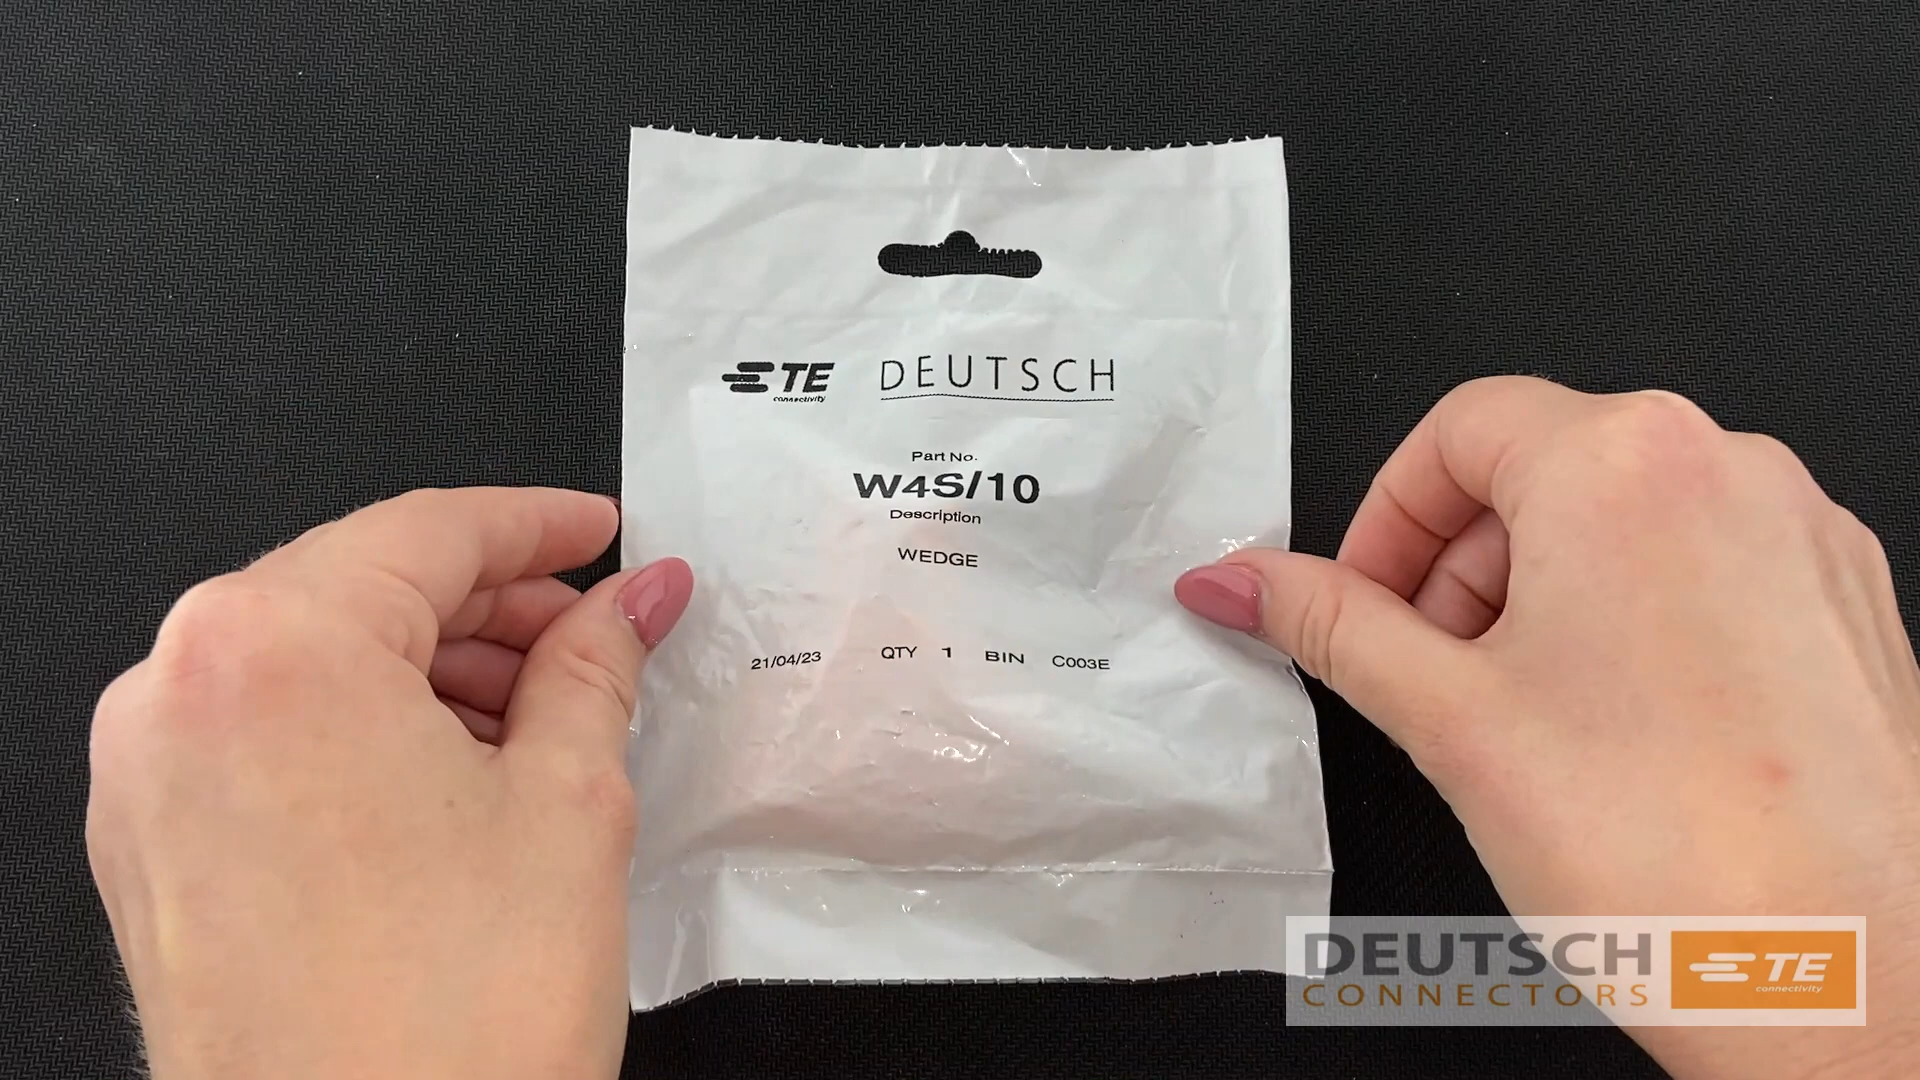 TE
connectivity
DEUTSCH
Part No.
W4S/10
Description
WEDGE
21/04/23 QTY 1 BIN C003E
DEUTSCH
CONNECTORS
TE
connectivity